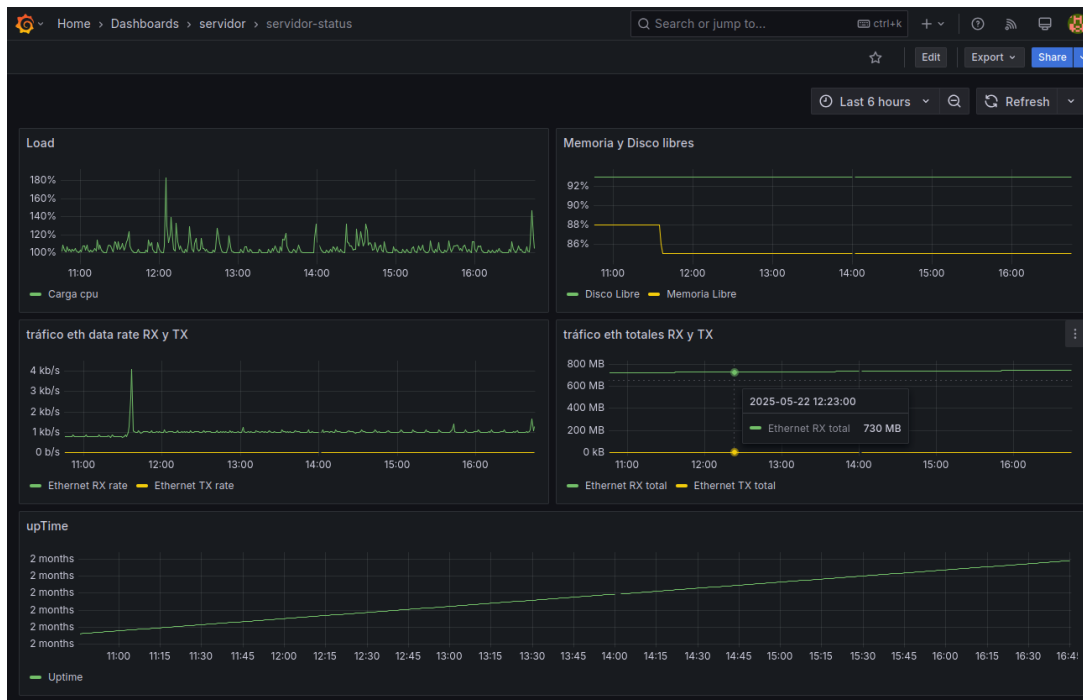 Home > Dashboards > servidor > servidor-status
Search or jump to... ctrl+k
Edit Export Share
Last 6 hours Refresh
Load
180%
160%
140%
120%
100%
11:00 12:00 13:00 14:00 15:00 16:00
Carga cpu
Memoria y Disco libres
92%
90%
88%
86%
11:00 12:00 13:00 14:00 15:00 16:00
Disco Libre Memoria Libre
tráfico eth data rate RX y TX
4 kb/s
3 kb/s
2 kb/s
1 kb/s
0 b/s
11:00 12:00 13:00 14:00 15:00 16:00
Ethernet RX rate Ethernet TX rate
tráfico eth totales RX y TX
800 MB
600 MB
400 MB
200 MB
0 kB
2025-05-22 12:23:00
Ethernet RX total 730 MB
11:00 12:00 13:00 14:00 15:00 16:00
Ethernet RX total Ethernet TX total
upTime
2 months
2 months
2 months
2 months
2 months
2 months
11:00 11:15 11:30 11:45 12:00 12:15 12:30 12:45 13:00 13:15 13:30 13:45 14:00 14:15 14:30 14:45 15:00 15:15 15:30 15:45 16:00 16:15 16:30
Uptime